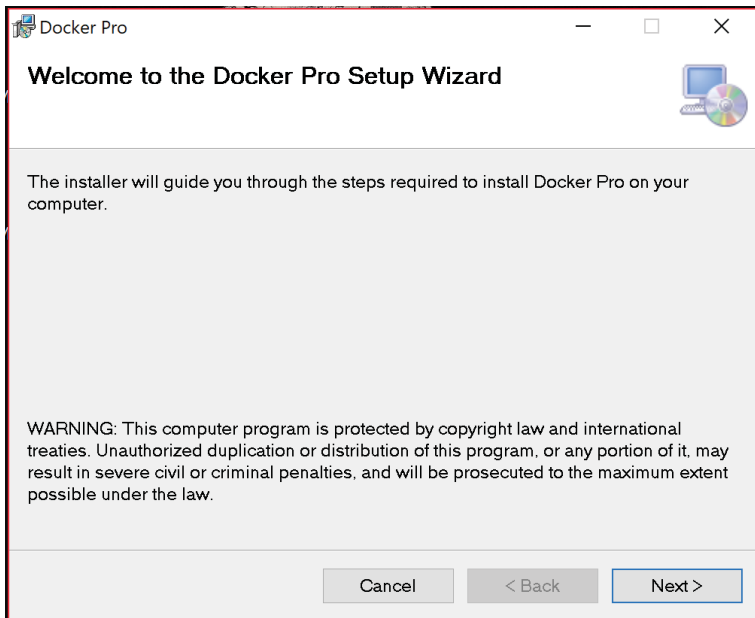 Docker Pro
Welcome to the Docker Pro Setup Wizard
The installer will guide you through the steps required to install Docker Pro on your
computer.
WARNING: This computer program is protected by copyright law and international
treaties. Unauthorized duplication or distribution of this program, or any portion of it, may
result in severe civil or criminal penalties, and will be prosecuted to the maximum extent
possible under the law.
Cancel
< Back
Next >